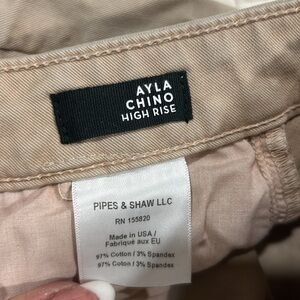 AYLA
CHINO
HIGH RISE
PIPES & SHAW LLC
RN 155820
Made in USA /
Fabriqué aux EU
97% Cotton / 3% Spandex
97% Coton / 3% Spandex